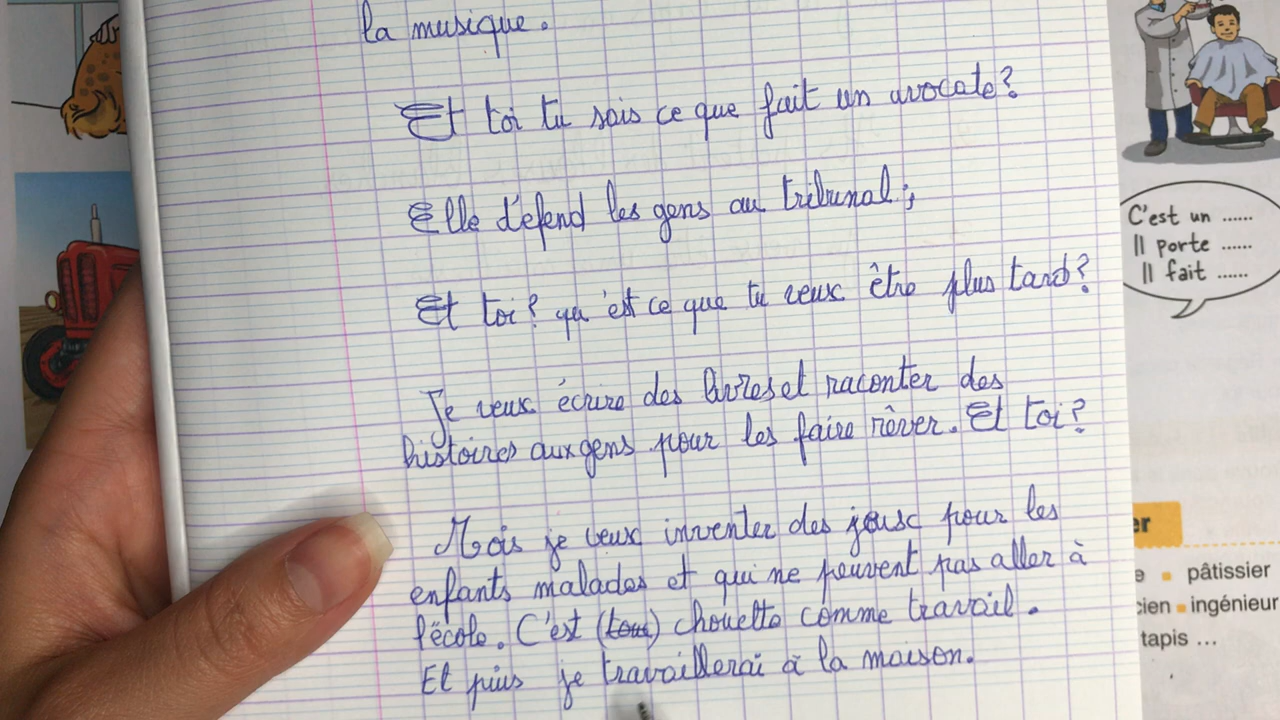 la musique.
Et toi tu sais ce que fait un avocate?
Elle défend les gens au tribunal;
Et toi? qu'est ce que tu veux être plus tard?
Je veux écrire des livres et raconter des
histoires aux gens pour les faire rêver. Et toi?
Mois je veux inventer des jeux pour les
enfants malades et qui ne peuvent pas aller à
l'école. C'est (tous) chouette comme travail.
Et puis je travaillerai à la maison.
C'est un ......
Il porte ......
Il fait ......
er
pâtissier
cien ▪ ingénieur
tapis ...